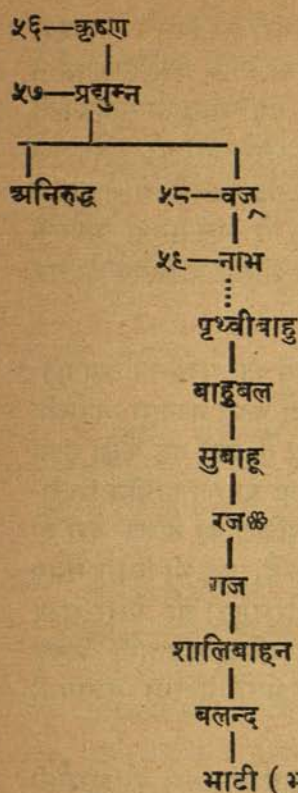 ५६—कृष्ण
५७—प्रद्युम्न
अनिरुद्ध ५८—वज्र
५९—नाभ
पृथ्वीबाहु
बाहुबल
सुबाहू
रज❀
गज
शालिबाहन
बलन्द
भाटी (